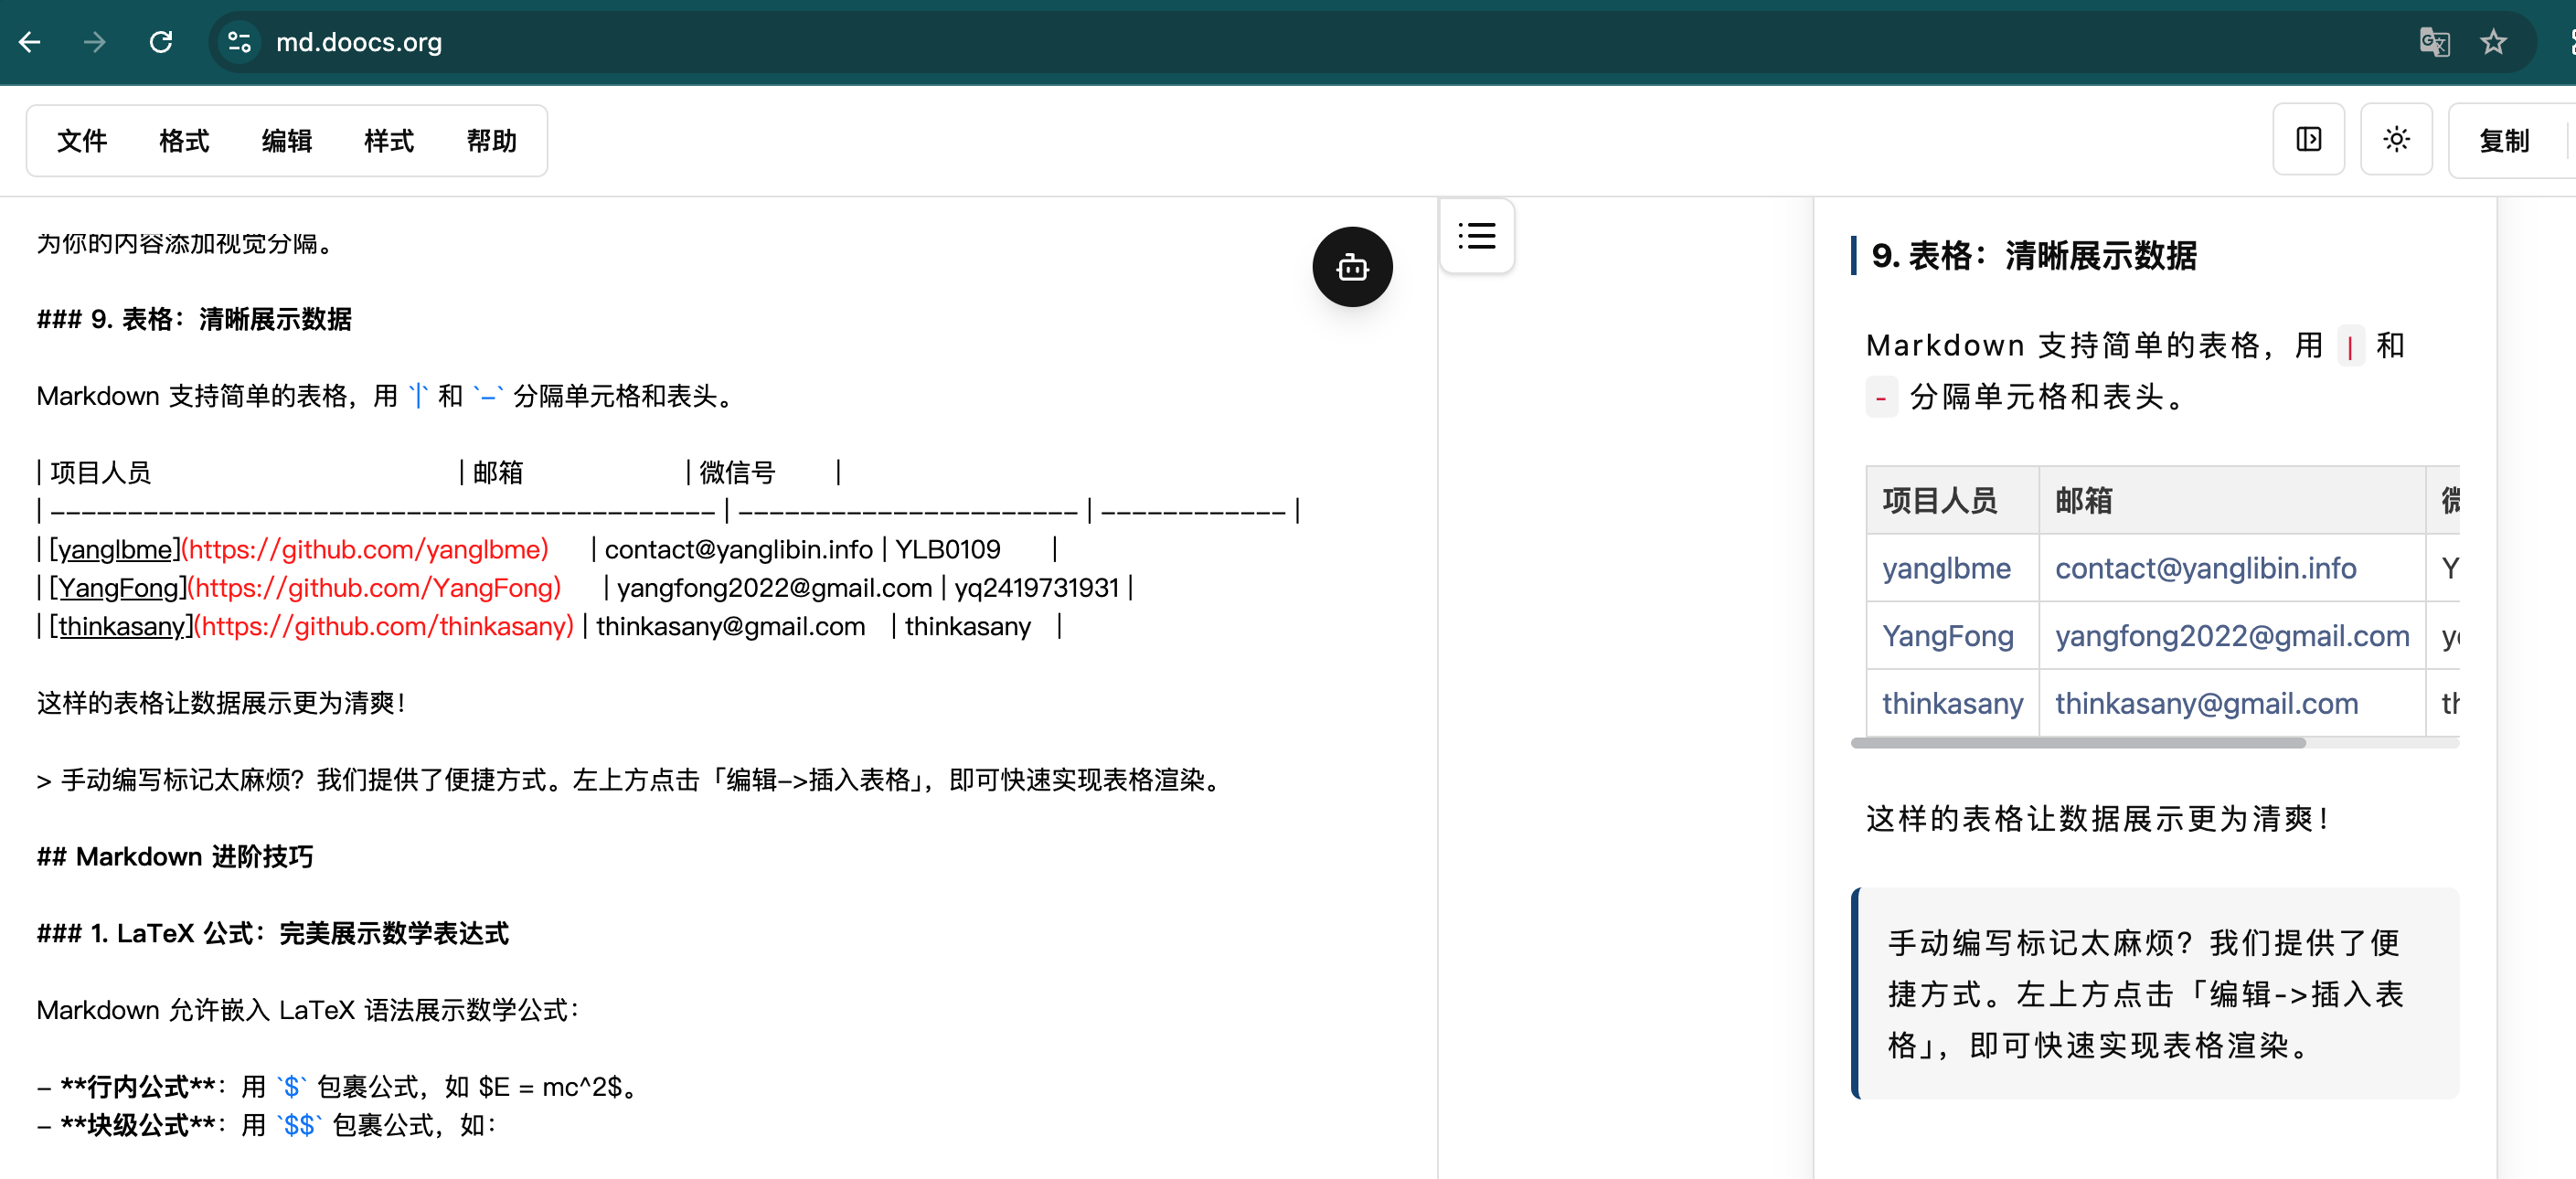 md.doocs.org
文件 格式 编辑 样式 帮助
复制
为你的内容添加视觉分隔。
### 9. 表格：清晰展示数据
Markdown 支持简单的表格，用 `|` 和 `-` 分隔单元格和表头。
| 项目人员 | 邮箱 | 微信号 |
| ------------------------------------------- | ---------------------- | ------------ |
| [yanglbme](https://github.com/yanglbme) | contact@yanglibin.info | YLB0109 |
| [YangFong](https://github.com/YangFong) | yangfong2022@gmail.com | yq2419731931 |
| [thinkasany](https://github.com/thinkasany) | thinkasany@gmail.com | thinkasany |
这样的表格让数据展示更为清爽！
> 手动编写标记太麻烦？我们提供了便捷方式。左上方点击「编辑->插入表格」，即可快速实现表格渲染。
## Markdown 进阶技巧
### 1. LaTeX 公式：完美展示数学表达式
Markdown 允许嵌入 LaTeX 语法展示数学公式：
- **行内公式**：用 `$` 包裹公式，如 $E = mc^2$。
- **块级公式**：用 `$$` 包裹公式，如：
9. 表格：清晰展示数据
Markdown 支持简单的表格，用 | 和
- 分隔单元格和表头。
项目人员 邮箱 微
yanglbme contact@yanglibin.info Y
YangFong yangfong2022@gmail.com
thinkasany thinkasany@gmail.com th
这样的表格让数据展示更为清爽！
手动编写标记太麻烦？我们提供了便
捷方式。左上方点击「编辑->插入表
格」，即可快速实现表格渲染。